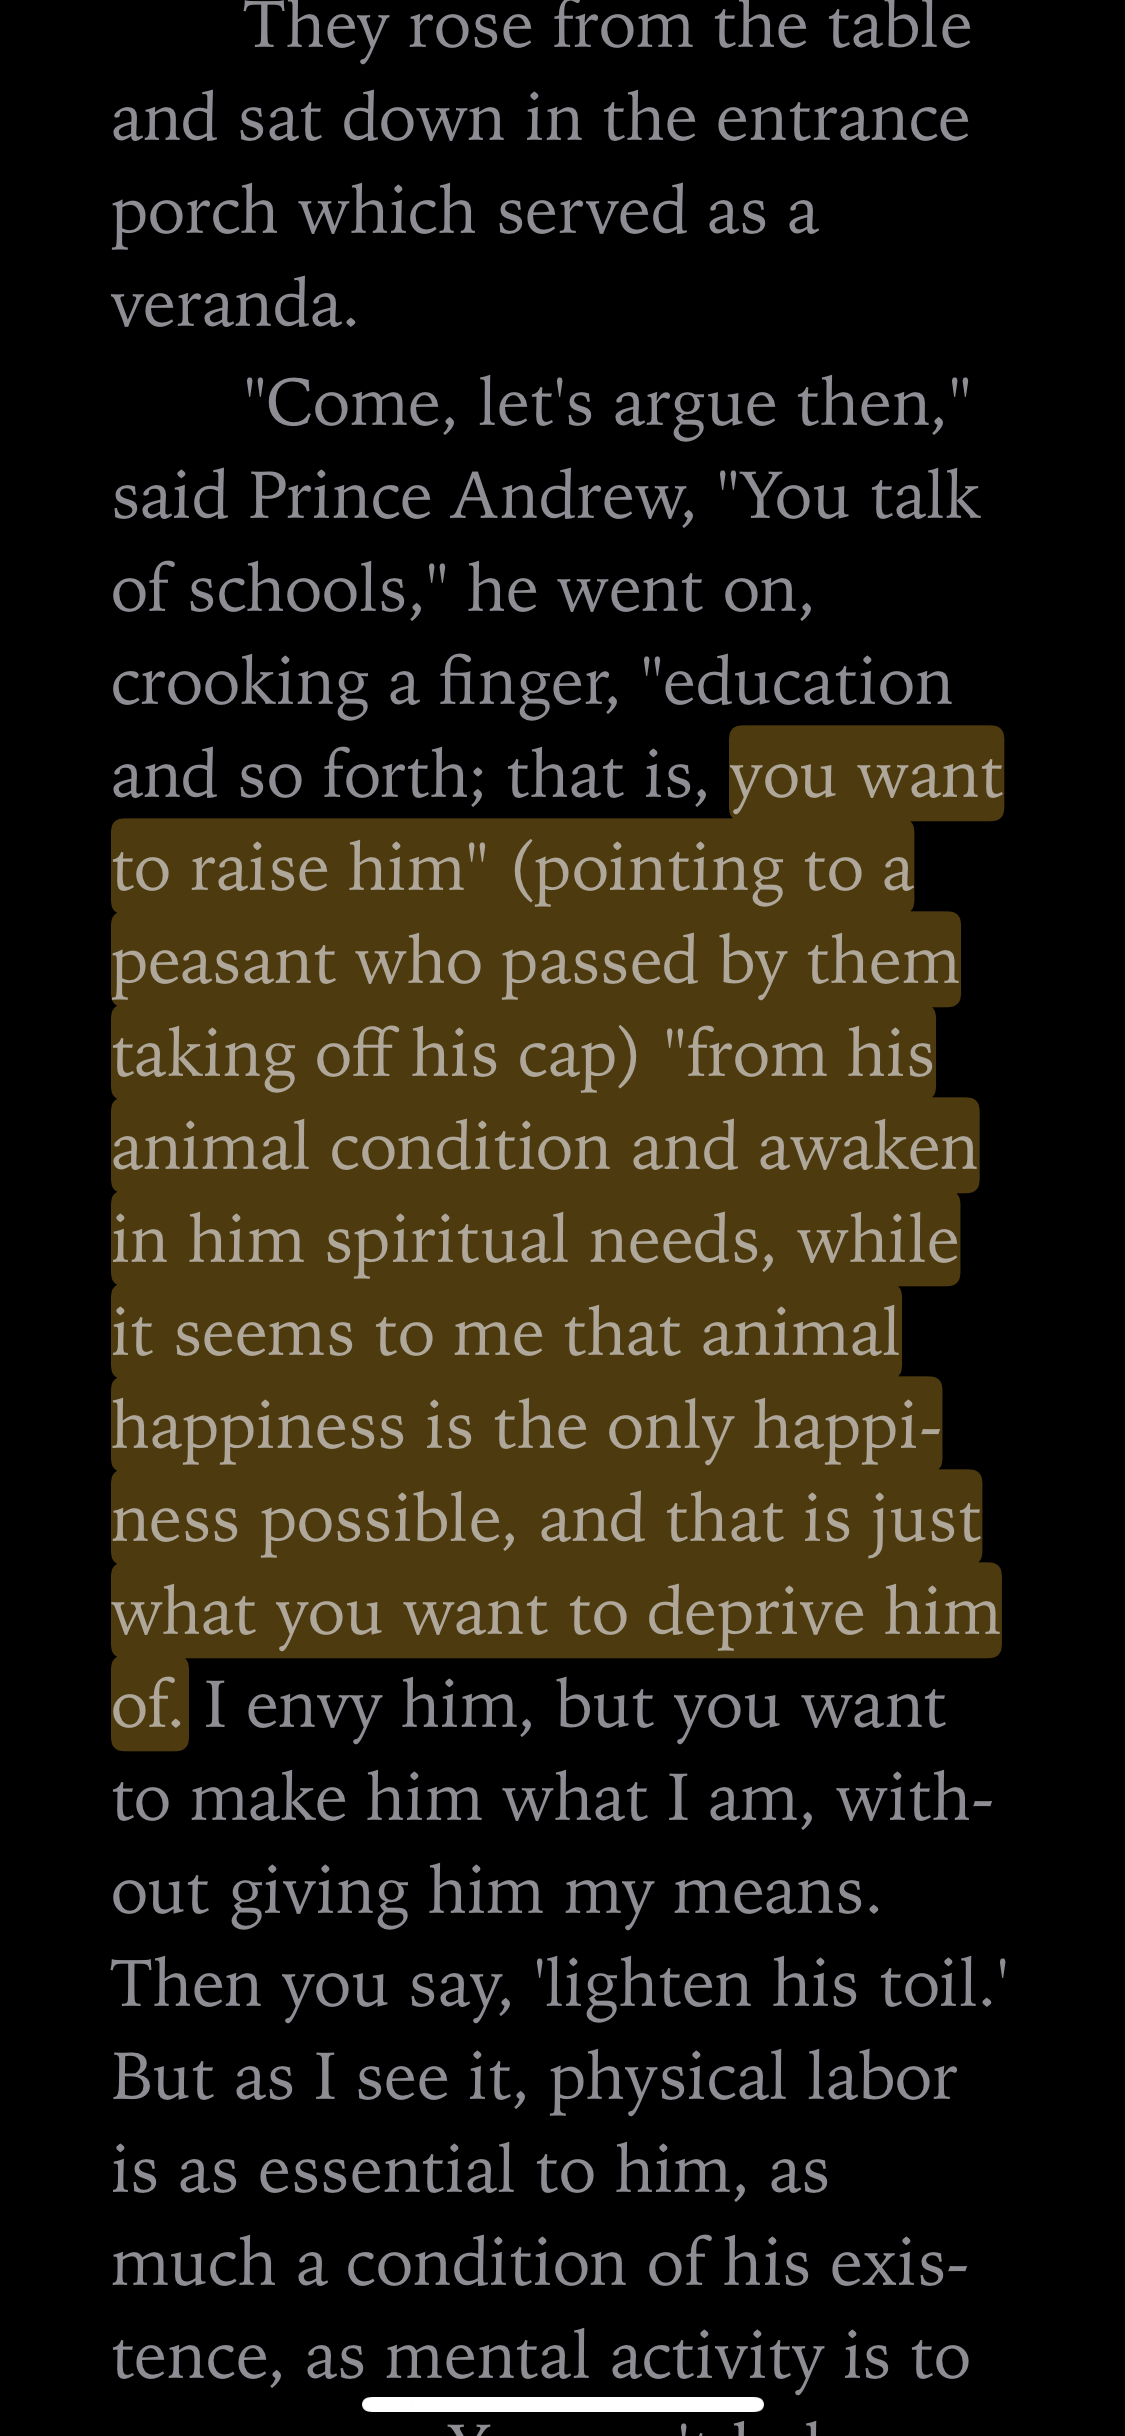 They rose from the table
and sat down in the entrance
porch which served as a
veranda.
"Come, let's argue then,"
said Prince Andrew, "You talk
of schools," he went on,
crooking a finger, "education
and so forth; that is, you want
to raise him" (pointing to a
peasant who passed by them
taking off his cap) "from his
animal condition and awaken
in him spiritual needs, while
it seems to me that animal
happiness is the only happi-
ness possible, and that is just
what you want to deprive him
of. I envy him, but you want
to make him what I am, with-
out giving him my means.
Then you say, 'lighten his toil.'
But as I see it, physical labor
is as essential to him, as
much a condition of his exis-
tence, as mental activity is to